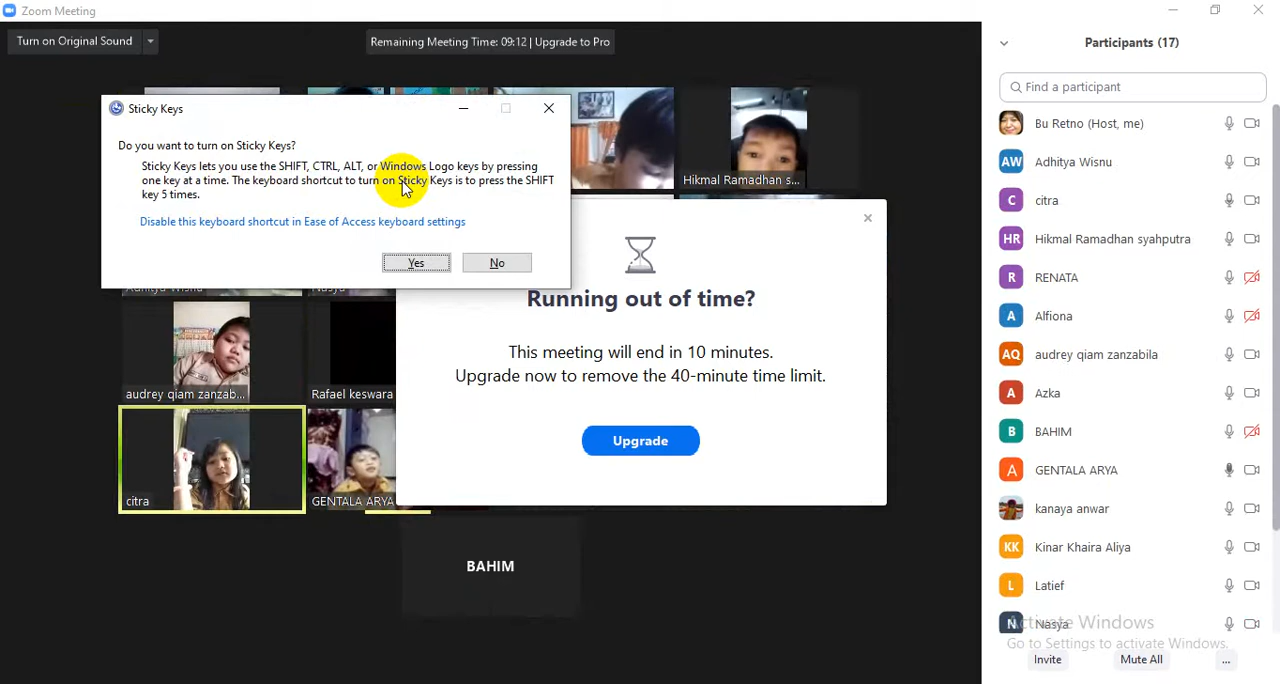 Zoom Meeting
Turn on Original Sound
Remaining Meeting Time: 09:12 | Upgrade to Pro
Sticky Keys
Do you want to turn on Sticky Keys?
Sticky Keys lets you use the SHIFT, CTRL, ALT, or Windows Logo keys by pressing
one key at a time. The keyboard shortcut to turn on Sticky Keys is to press the SHIFT
key 5 times.
Disable this keyboard shortcut in Ease of Access keyboard settings
Yes
No
Hikmal Ramadhan s...
Adhitya Wisnu
Nasya
Running out of time?
This meeting will end in 10 minutes.
Upgrade now to remove the 40-minute time limit.
Upgrade
audrey qiam zanzab...
Rafael keswara
citra
GENTALA ARYA
BAHIM
Participants (17)
Find a participant
Bu Retno (Host, me)
AW Adhitya Wisnu
C citra
HR Hikmal Ramadhan syahputra
R RENATA
A Alfiona
AQ audrey qiam zanzabila
A Azka
B BAHIM
A GENTALA ARYA
kanaya anwar
KK Kinar Khaira Aliya
L Latief
N Nasya
Activate Windows
Go to Settings to activate Windows.
Invite
Mute All
...